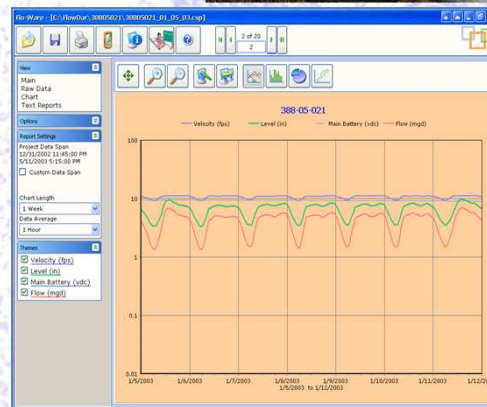 Flo-Ware - [C:\FlowDar\38805021\38805021_01_05_03.csp]
2 of 20
2
View
Main
Raw Data
Chart
Text Reports
Options
Report Settings
Project Data Span
12/31/2002 11:45:00 PM
5/11/2003 5:15:00 PM
Custom Data Span
Chart Length
1 Week
Data Average
1 Hour
Themes
Velocity (fps)
Level (in)
Main Battery (vdc)
Flow (mgd)
388-05-021
Velocity (fps) Level (in) Main Battery (vdc) Flow (mgd)
100
10
1
0.1
0.01
1/5/2003 1/6/2003 1/7/2003 1/8/2003 1/9/2003 1/10/2003 1/11/2003 1/12/200
1/5/2003 to 1/12/2003